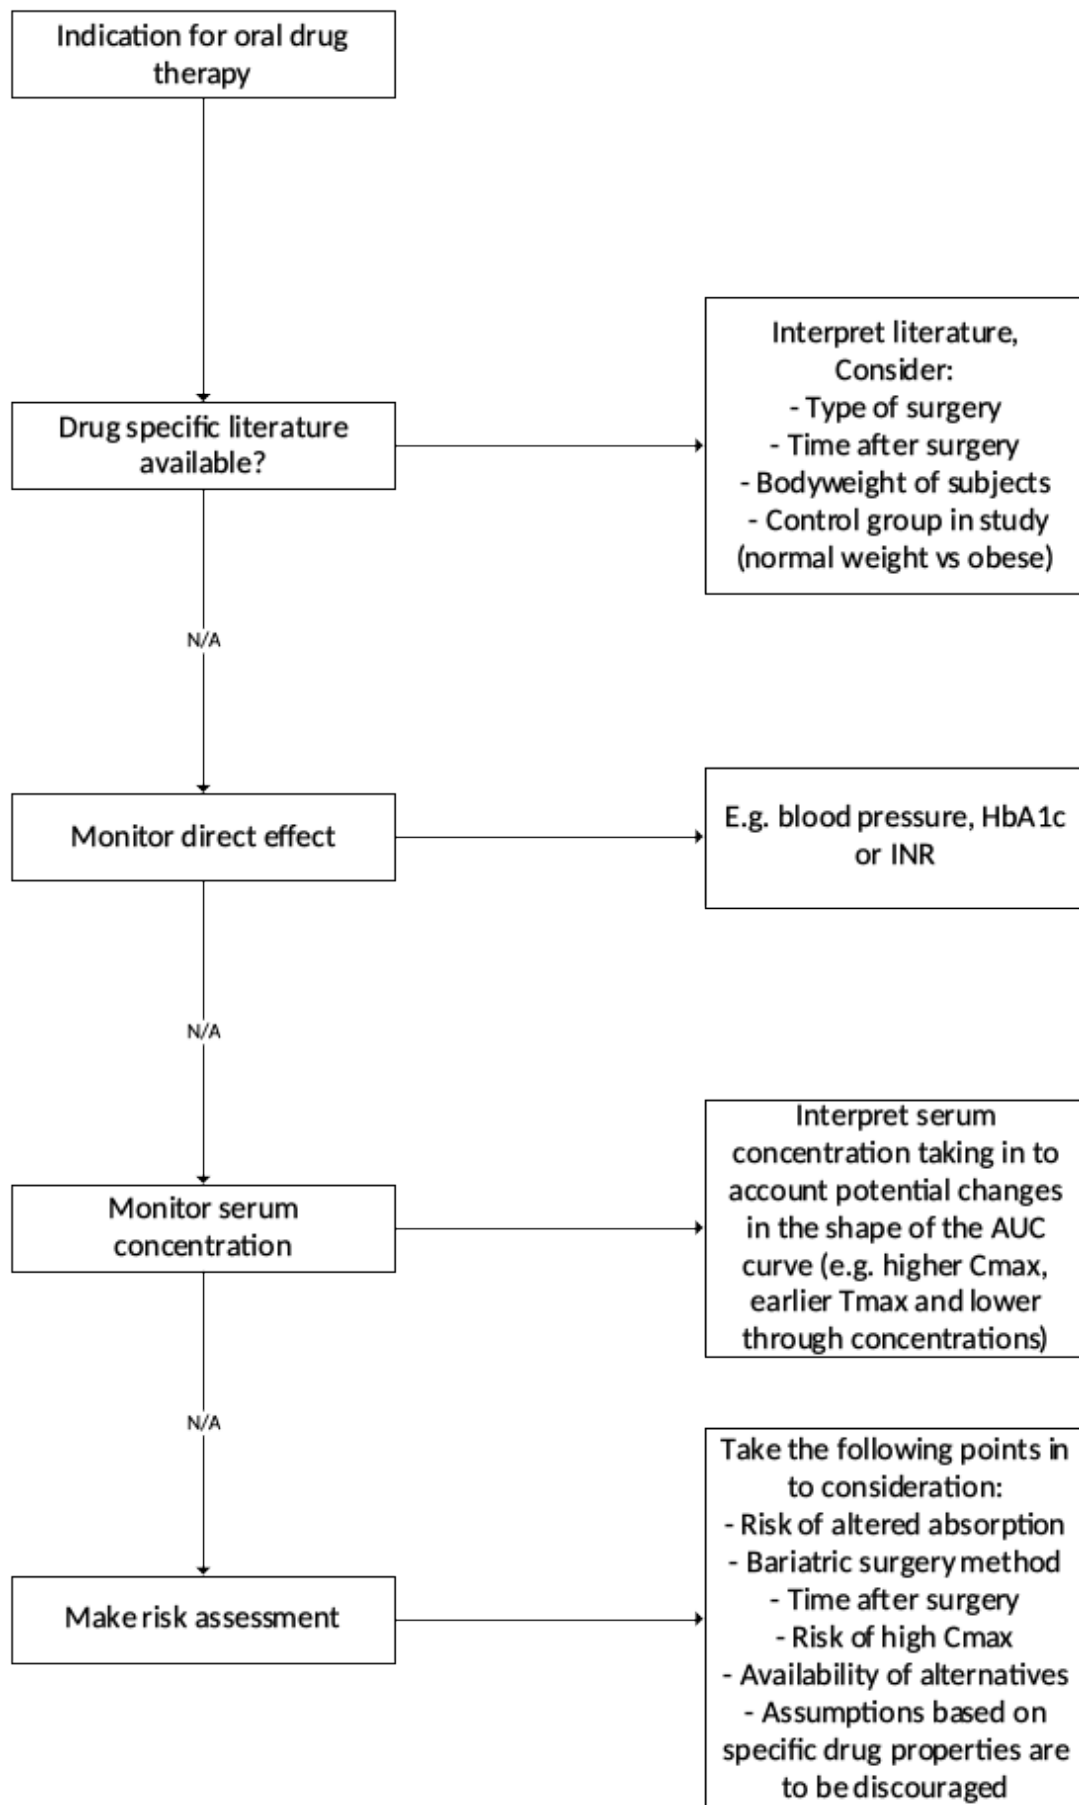 Indication for oral drug
therapy
Drug specific literature
available?
Interpret literature,
Consider:
- Type of surgery
- Time after surgery
- Bodyweight of subjects
- Control group in study
(normal weight vs obese)
N/A
Monitor direct effect
E.g. blood pressure, HbA1c
or INR
N/A
Monitor serum
concentration
Interpret serum
concentration taking in to
account potential changes
in the shape of the AUC
curve (e.g. higher Cmax,
earlier Tmax and lower
through concentrations)
N/A
Make risk assessment
Take the following points in
to consideration:
- Risk of altered absorption
- Bariatric surgery method
- Time after surgery
- Risk of high Cmax
- Availability of alternatives
- Assumptions based on
specific drug properties are
to be discouraged